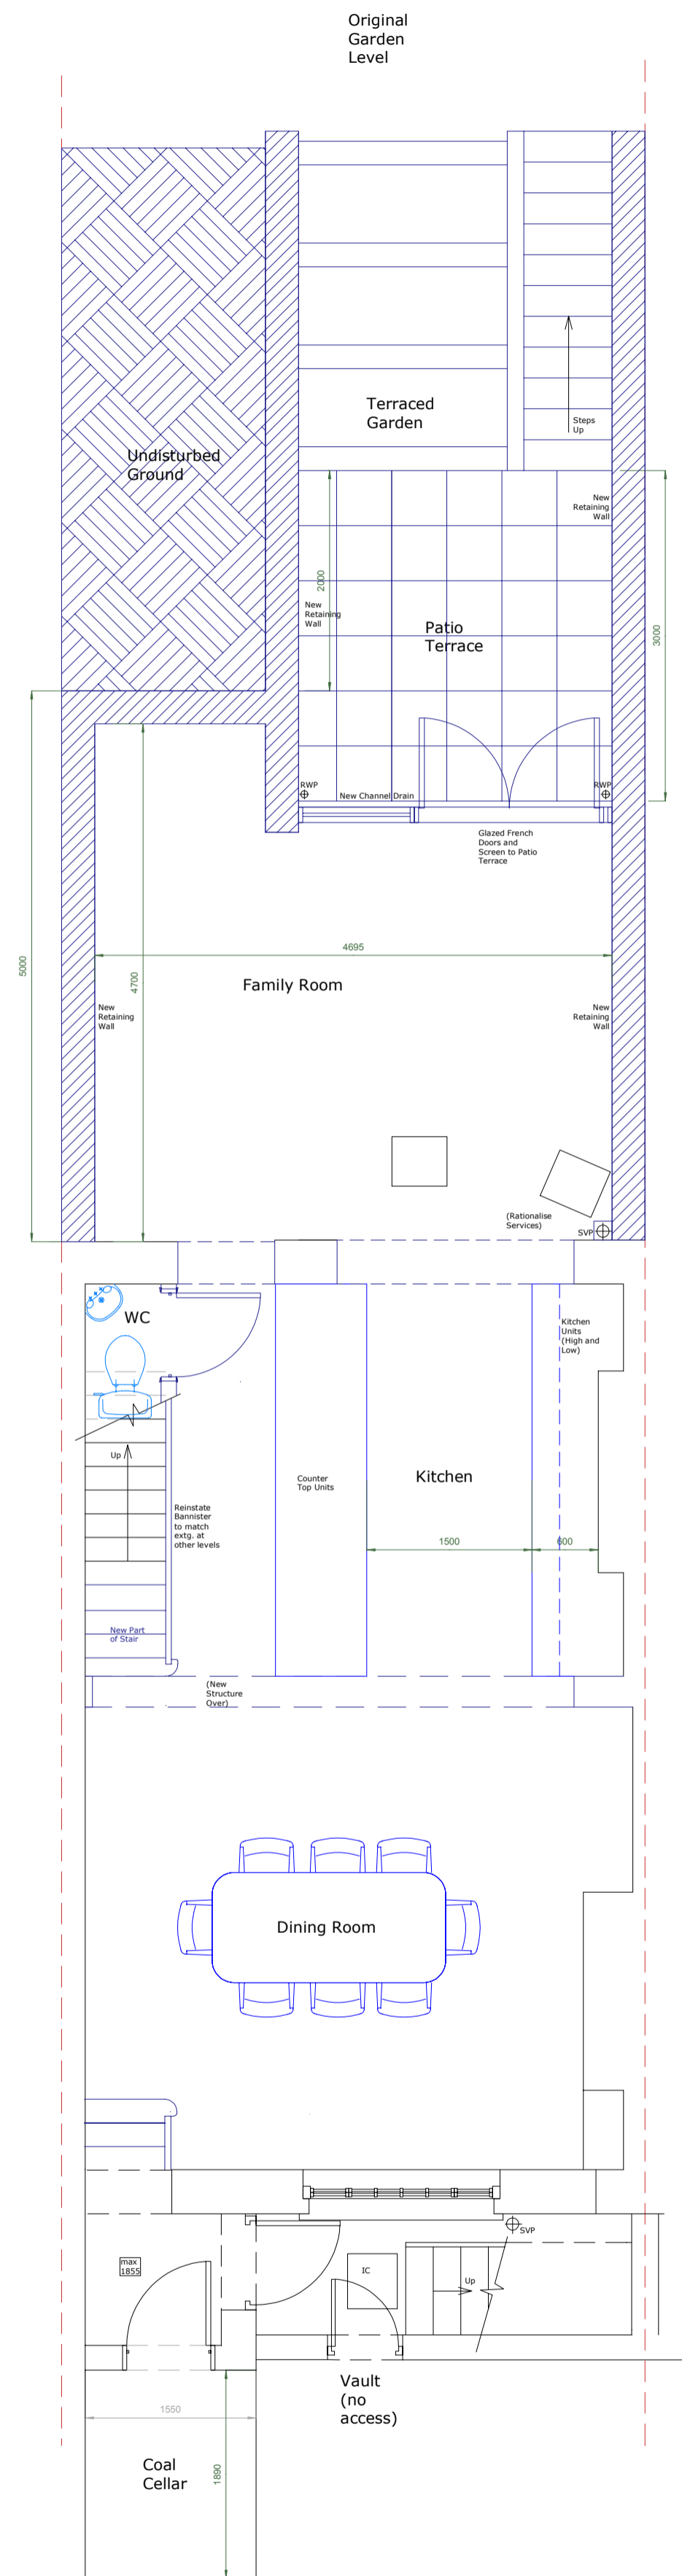 Original
Garden
Level
Terraced
Garden
Steps
Up
Undisturbed
Ground
New
Retaining
Wall
2000
New
Retaining
Wall
Patio
Terrace
3000
RWP
RWP
New Channel Drain
Glazed French
Doors and
Screen to Patio
Terrace
4695
5000
4700
Family Room
New
Retaining
Wall
New
Retaining
Wall
(Rationalise
Services)
SVP
WC
Kitchen
Units
(High and
Low)
Up
Counter
Top Units
Kitchen
Reinstate
Bannister
to match
extg. at
other levels
1500
600
New Part
of Stair
(New
Structure
Over)
Dining Room
SVP
max
1855
IC
Up
Vault
(no
access)
1550
Coal
Cellar
1890